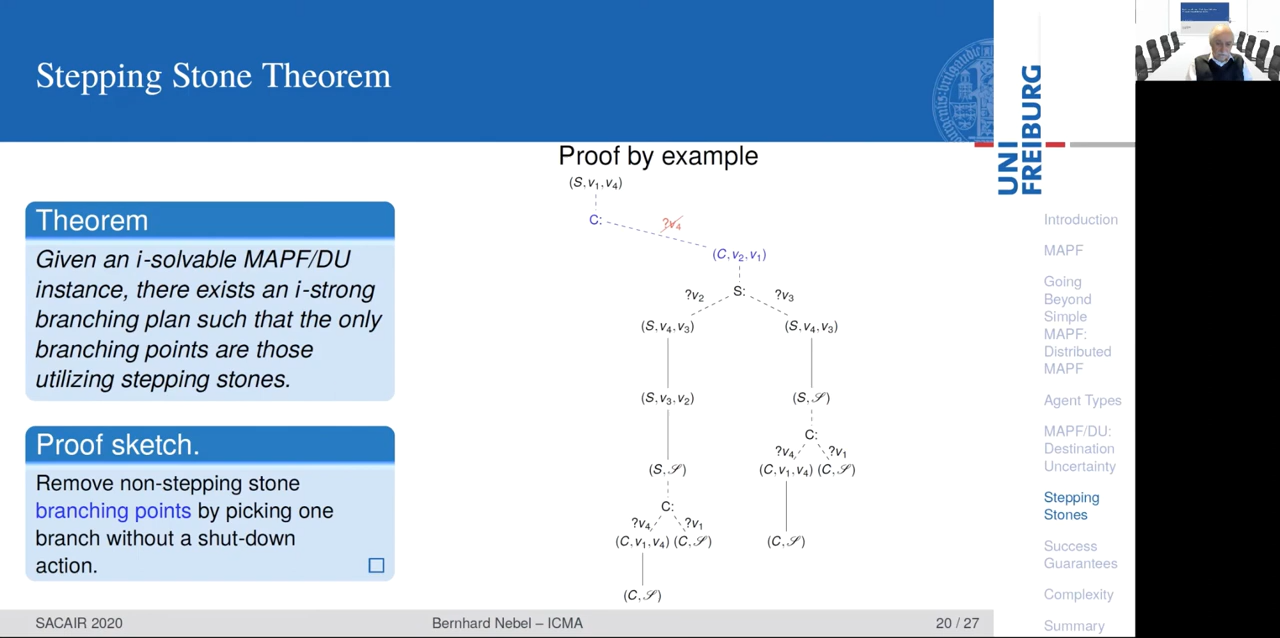 Stepping Stone Theorem
Theorem
Given an i-solvable MAPF/DU
instance, there exists an i-strong
branching plan such that the only
branching points are those
utilizing stepping stones.
Proof sketch.
Remove non-stepping stone
branching points by picking one
branch without a shut-down
action.
Proof by example
(S, v₁, v₄)
C:
?v₄
(C, v₂, v₁)
S:
?v₂ ?v₃
(S, v₄, v₃) (S, v₄, v₃)
(S, v₃, v₂) (S, 𝒮)
C:
?v₄ ?v₁
(S, 𝒮) (C, v₁, v₄) (C, 𝒮)
C:
?v₄ ?v₁
(C, v₁, v₄) (C, 𝒮) (C, 𝒮)
(C, 𝒮)
UNI
FREIBURG
Introduction
MAPF
Going
Beyond
Simple
MAPF:
Distributed
MAPF
Agent Types
MAPF/DU:
Destination
Uncertainty
Stepping
Stones
Success
Guarantees
Complexity
Summary
SACAIR 2020 Bernhard Nebel – ICMA 20 / 27